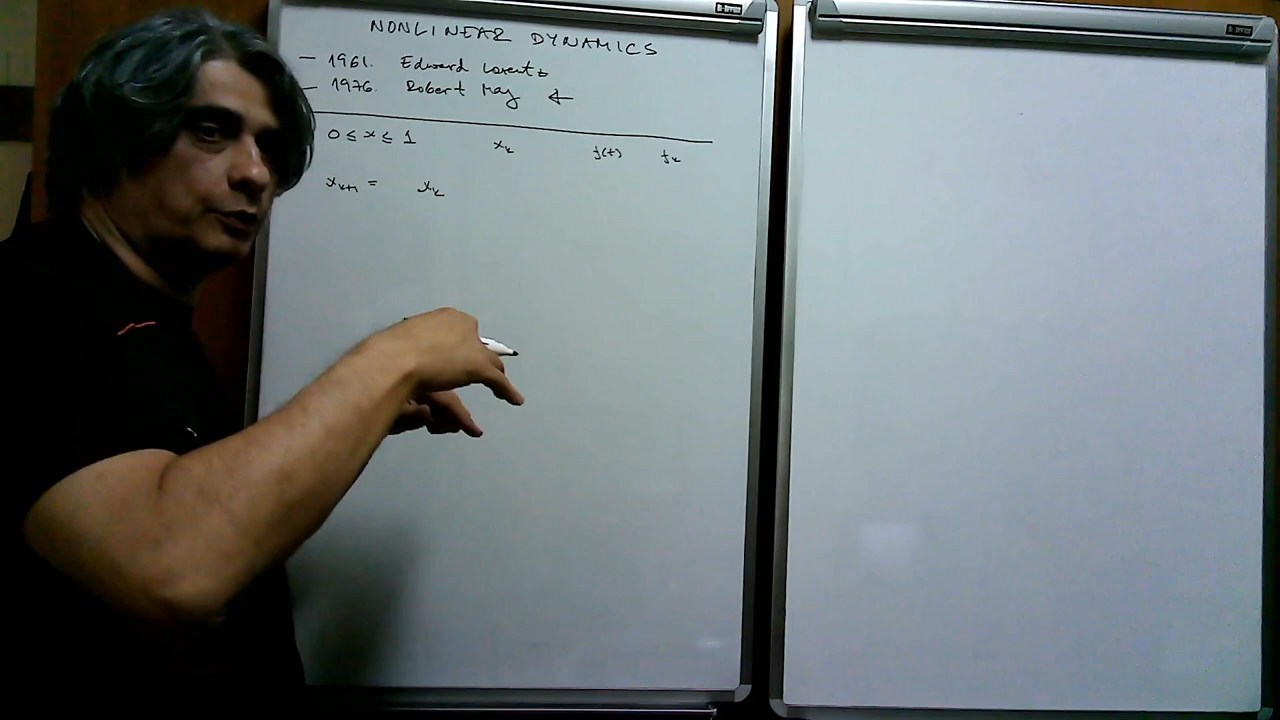 NONLINEAR DYNAMICS
– 1961. Edward Lorentz
– 1976. Robert May ←
0 ≤ x ≤ 1 xₖ f(t) fₖ
xₖ₊₁ = xₖ